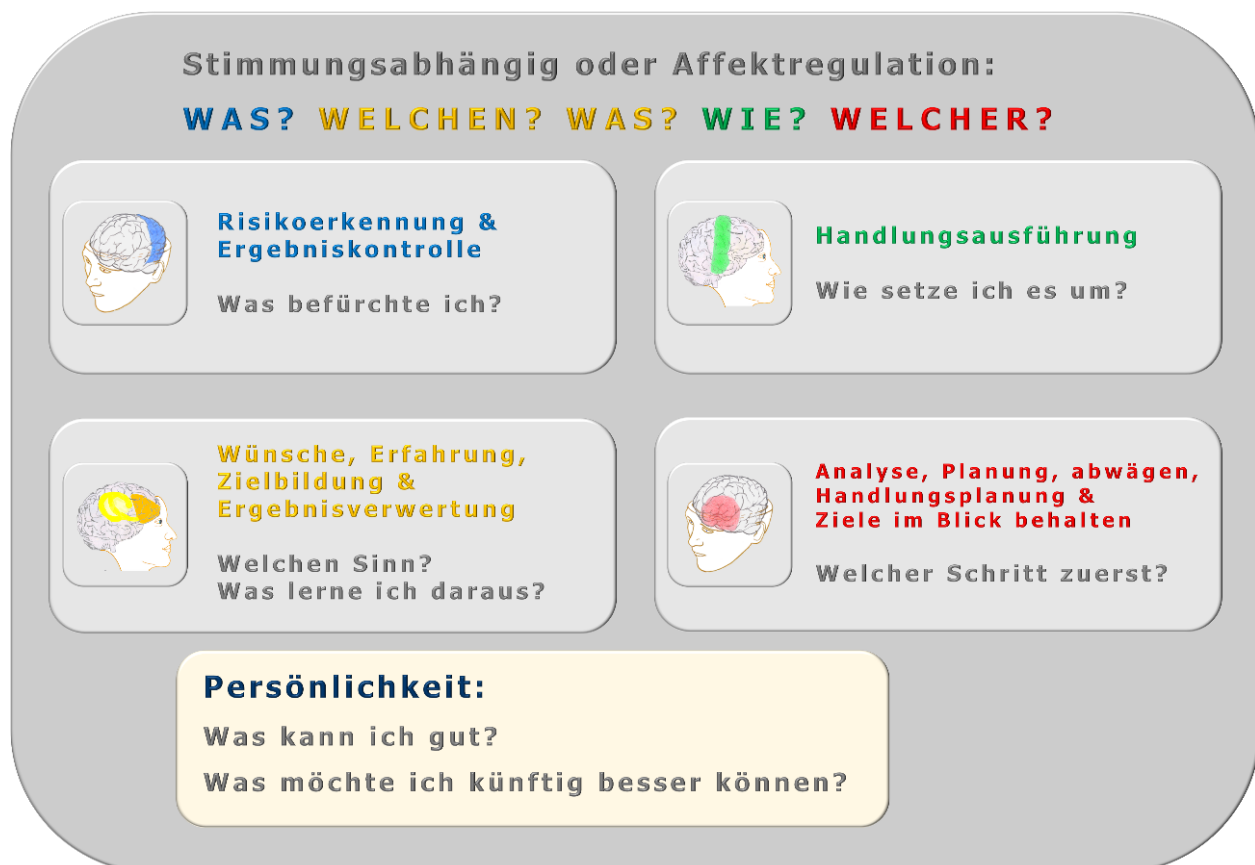 Stimmungsabhängig oder Affektregulation:
WAS? WELCHEN? WAS? WIE? WELCHER?
Risikoerkennung &
Ergebniskontrolle
Was befürchte ich?
Handlungsausführung
Wie setze ich es um?
Wünsche, Erfahrung,
Zielbildung &
Ergebnisverwertung
Welchen Sinn?
Was lerne ich daraus?
Analyse, Planung, abwägen,
Handlungsplanung &
Ziele im Blick behalten
Welcher Schritt zuerst?
Persönlichkeit:
Was kann ich gut?
Was möchte ich künftig besser können?